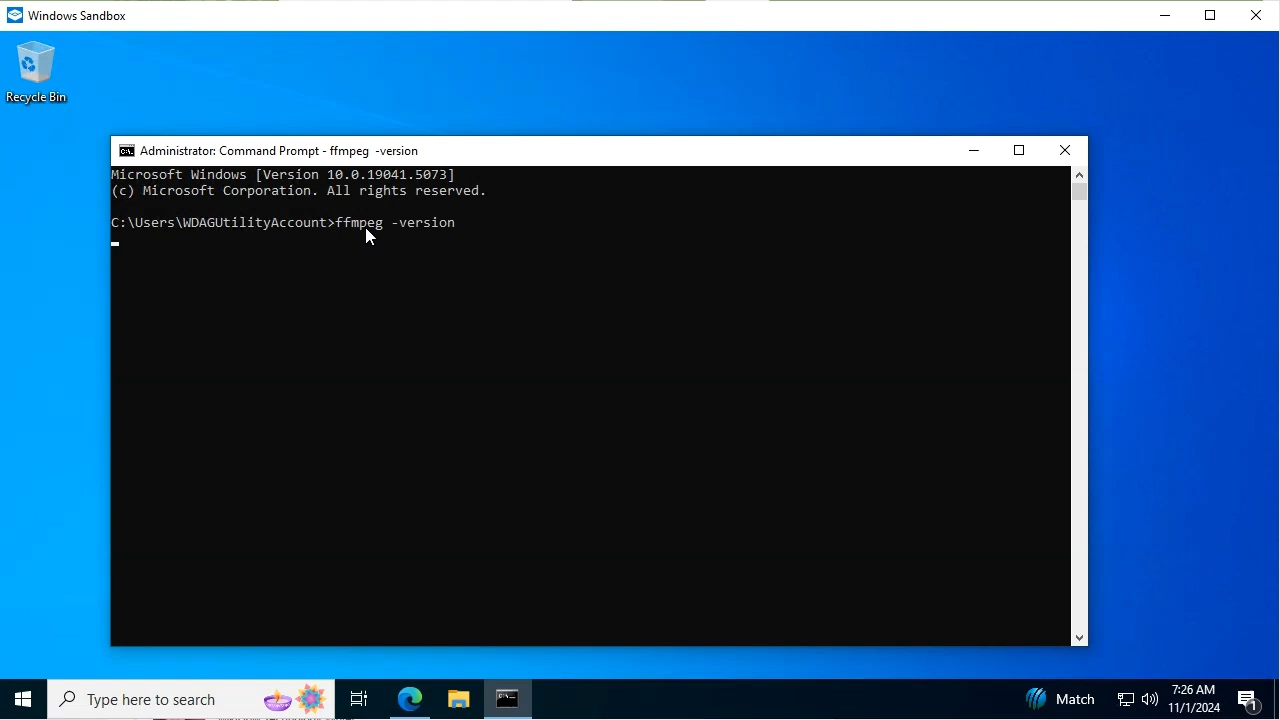 Windows Sandbox
Recycle Bin
Administrator: Command Prompt - ffmpeg  -version
Microsoft Windows [Version 10.0.19041.5073]
(c) Microsoft Corporation. All rights reserved.
C:\Users\WDAGUtilityAccount>ffmpeg -version
Type here to search
Match
7:26 AM
11/1/2024
1